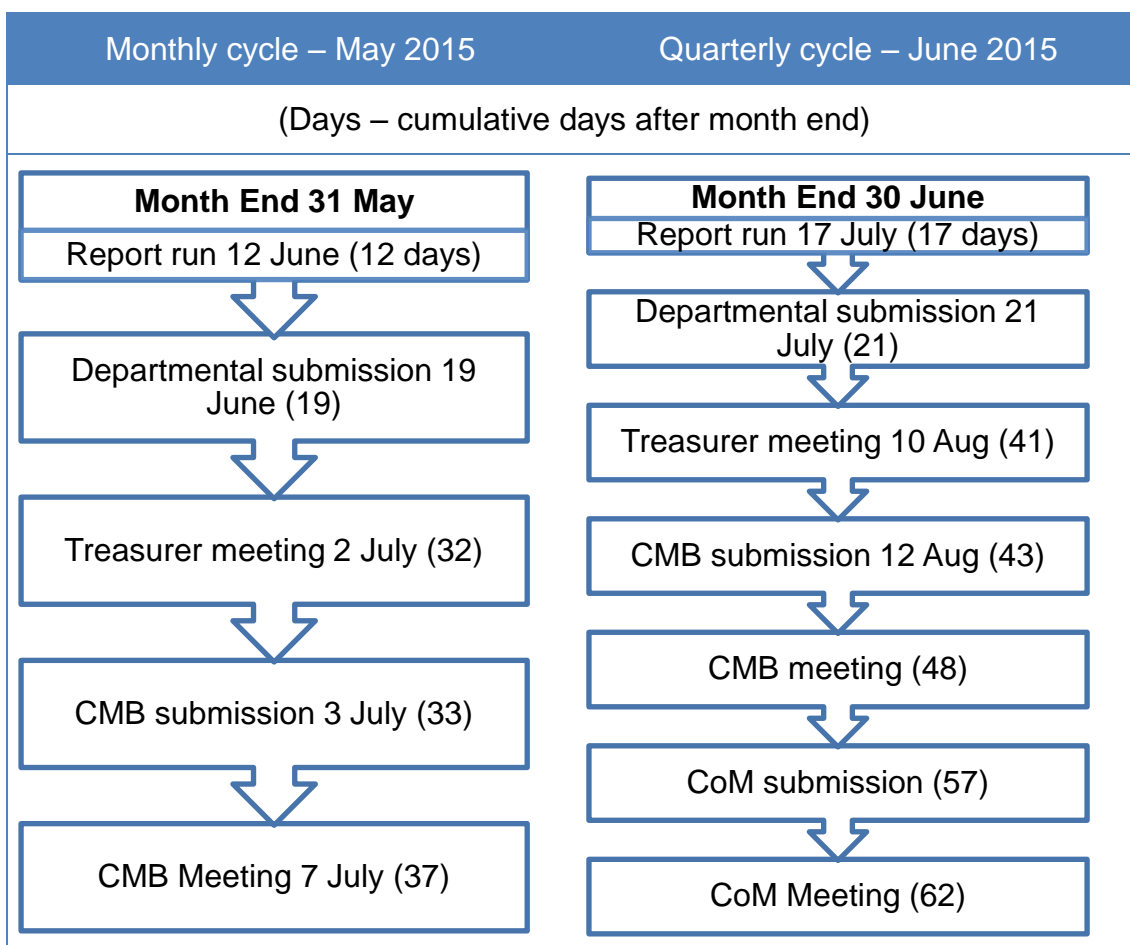 Monthly cycle – May 2015
Quarterly cycle – June 2015
(Days – cumulative days after month end)
Month End 31 May
Report run 12 June (12 days)
Departmental submission 19
June (19)
Treasurer meeting 2 July (32)
CMB submission 3 July (33)
CMB Meeting 7 July (37)
Month End 30 June
Report run 17 July (17 days)
Departmental submission 21
July (21)
Treasurer meeting 10 Aug (41)
CMB submission 12 Aug (43)
CMB meeting (48)
CoM submission (57)
CoM Meeting (62)